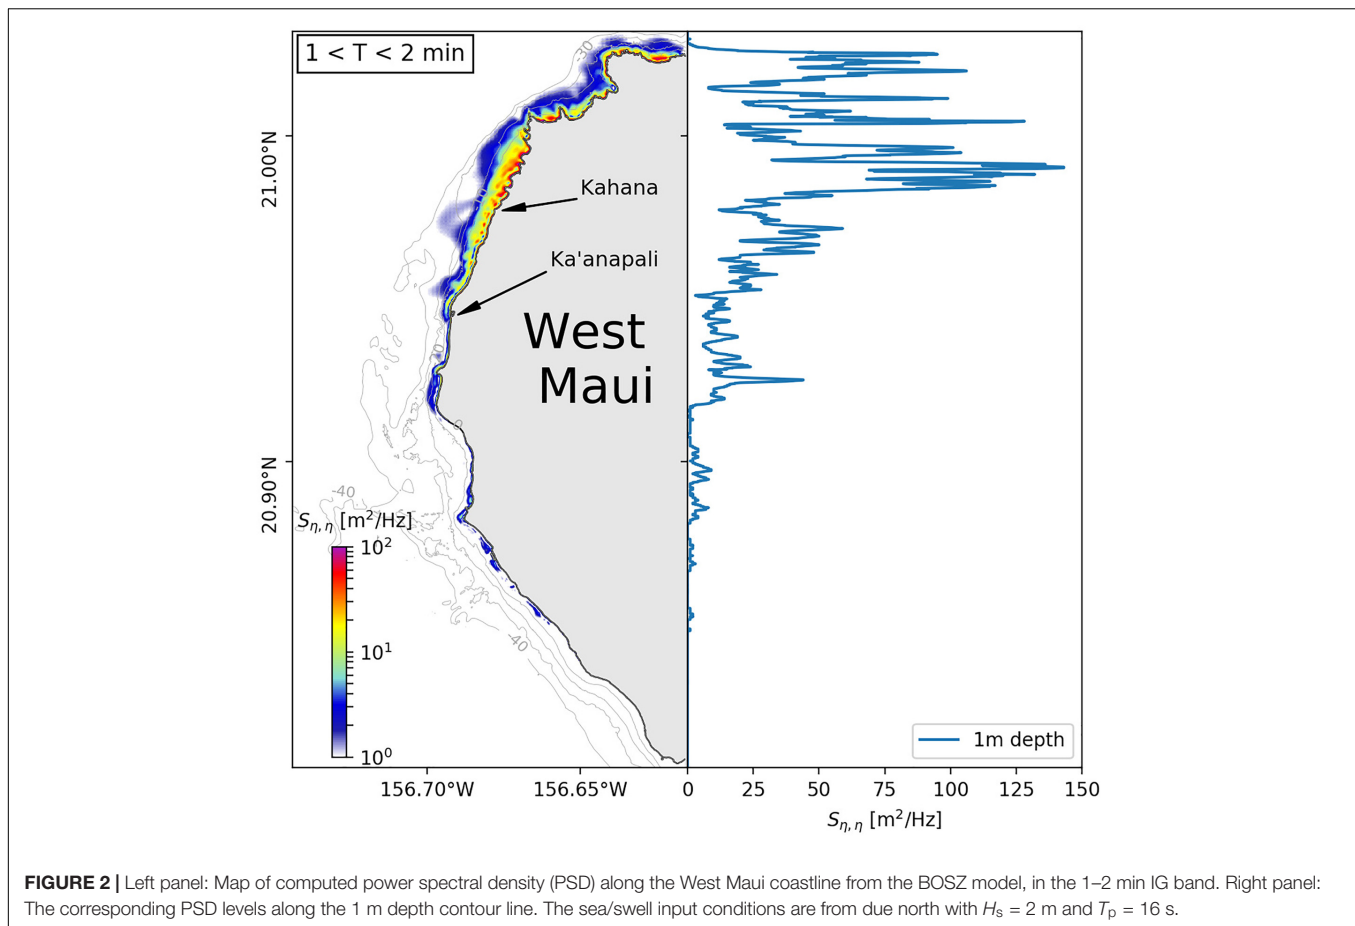 1 < T < 2 min
-30
21.00°N
Kahana
Ka'anapali
West
Maui
20.90°N
-40
Sη,η [m²/Hz]
10²
10¹
10⁰
-40
1m depth
156.70°W 156.65°W 0 25 50 75 100 125 150
Sη,η [m²/Hz]
FIGURE 2 | Left panel: Map of computed power spectral density (PSD) along the West Maui coastline from the BOSZ model, in the 1–2 min IG band. Right panel:
The corresponding PSD levels along the 1 m depth contour line. The sea/swell input conditions are from due north with Hs = 2 m and Tp = 16 s.